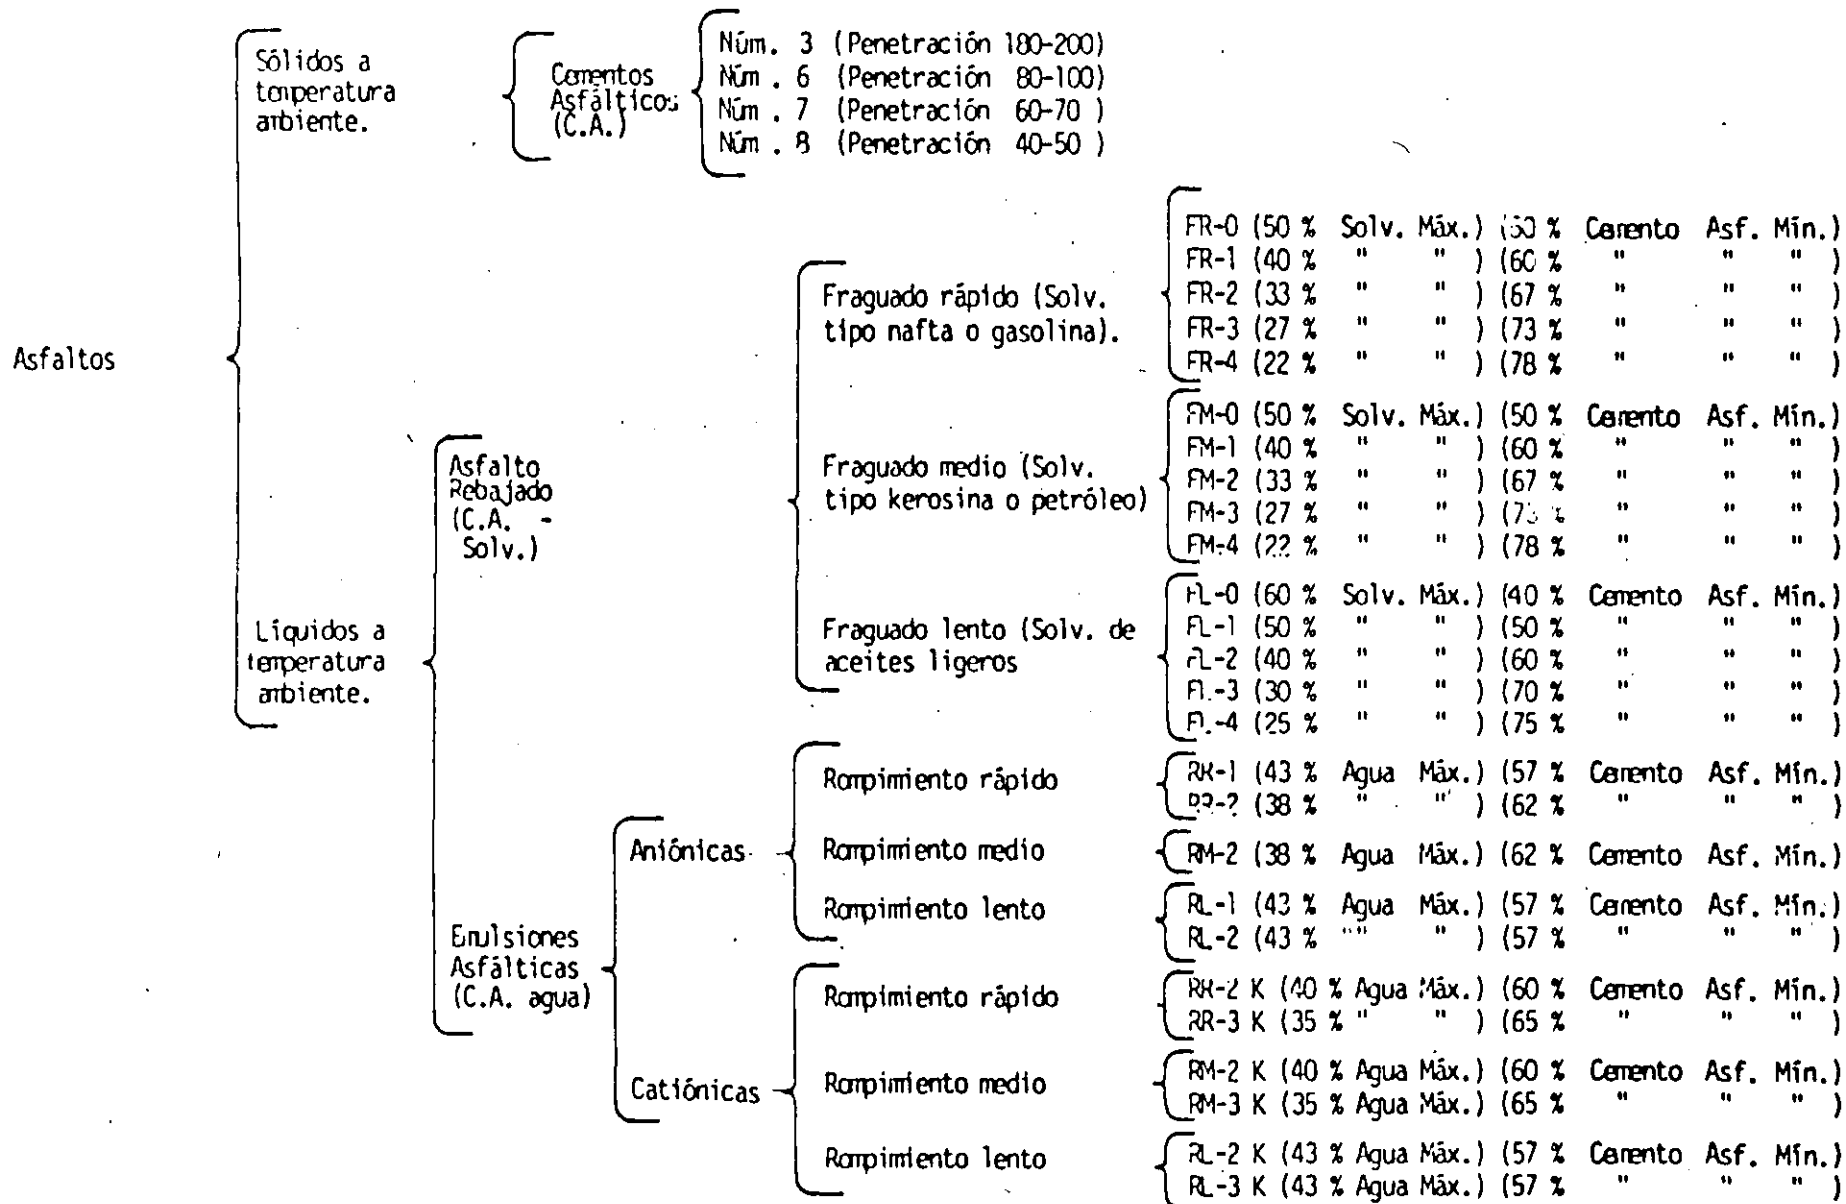 Asfaltos
Sólidos a
temperatura
ambiente.
Cementos
Asfálticos
(C.A.)
Núm. 3 (Penetración 180-200)
Núm. 6 (Penetración 80-100)
Núm. 7 (Penetración 60-70 )
Núm. 8 (Penetración 40-50 )
Líquidos a
temperatura
ambiente.
Asfalto
Rebajado
(C.A. -
Solv.)
Fraguado rápido (Solv.
tipo nafta o gasolina).
FR-0 (50 % Solv. Máx.) (50 % Cemento Asf. Mín.)
FR-1 (40 % " " ) (60 % " " " )
FR-2 (33 % " " ) (67 % " " " )
FR-3 (27 % " " ) (73 % " " " )
FR-4 (22 % " " ) (78 % " " " )
Fraguado medio (Solv.
tipo kerosina o petróleo)
FM-0 (50 % Solv. Máx.) (50 % Cemento Asf. Mín.)
FM-1 (40 % " " ) (60 % " " " )
FM-2 (33 % " " ) (67 % " " " )
FM-3 (27 % " " ) (73 % " " " )
FM-4 (22 % " " ) (78 % " " " )
Fraguado lento (Solv. de
aceites ligeros
FL-0 (60 % Solv. Máx.) (40 % Cemento Asf. Mín.)
FL-1 (50 % " " ) (50 % " " " )
FL-2 (40 % " " ) (60 % " " " )
FL-3 (30 % " " ) (70 % " " " )
FL-4 (25 % " " ) (75 % " " " )
Emulsiones
Asfálticas
(C.A. agua)
Aniónicas
Rompimiento rápido
RR-1 (43 % Agua Máx.) (57 % Cemento Asf. Mín.)
RR-2 (38 % " " ) (62 % " " " )
Rompimiento medio
RM-2 (38 % Agua Máx.) (62 % Cemento Asf. Mín.)
Rompimiento lento
RL-1 (43 % Agua Máx.) (57 % Cemento Asf. Mín.)
RL-2 (43 % "" " ) (57 % " " " )
Catiónicas
Rompimiento rápido
RR-2 K (40 % Agua Máx.) (60 % Cemento Asf. Mín.)
RR-3 K (35 % " " ) (65 % " " " )
Rompimiento medio
RM-2 K (40 % Agua Máx.) (60 % Cemento Asf. Mín.)
RM-3 K (35 % Agua Máx.) (65 % " " " )
Rompimiento lento
RL-2 K (43 % Agua Máx.) (57 % Cemento Asf. Mín.)
RL-3 K (43 % Agua Máx.) (57 % " " " )